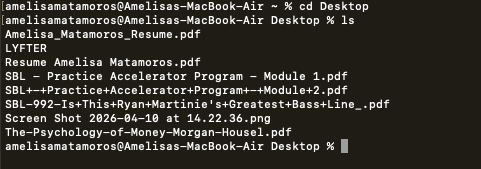 [amelisamatamoros@Amelisas-MacBook-Air ~ % cd Desktop
[amelisamatamoros@Amelisas-MacBook-Air Desktop % ls
Amelisa_Matamoros_Resume.pdf
LYFTER
Resume Amelisa Matamoros.pdf
SBL - Practice Accelerator Program - Module 1.pdf
SBL+-+Practice+Accelerator+Program+-+Module+2.pdf
SBL-992-Is+This+Ryan+Martinie's+Greatest+Bass+Line_.pdf
Screen Shot 2026-04-10 at 14.22.36.png
The-Psychology-of-Money-Morgan-Housel.pdf
amelisamatamoros@Amelisas-MacBook-Air Desktop %